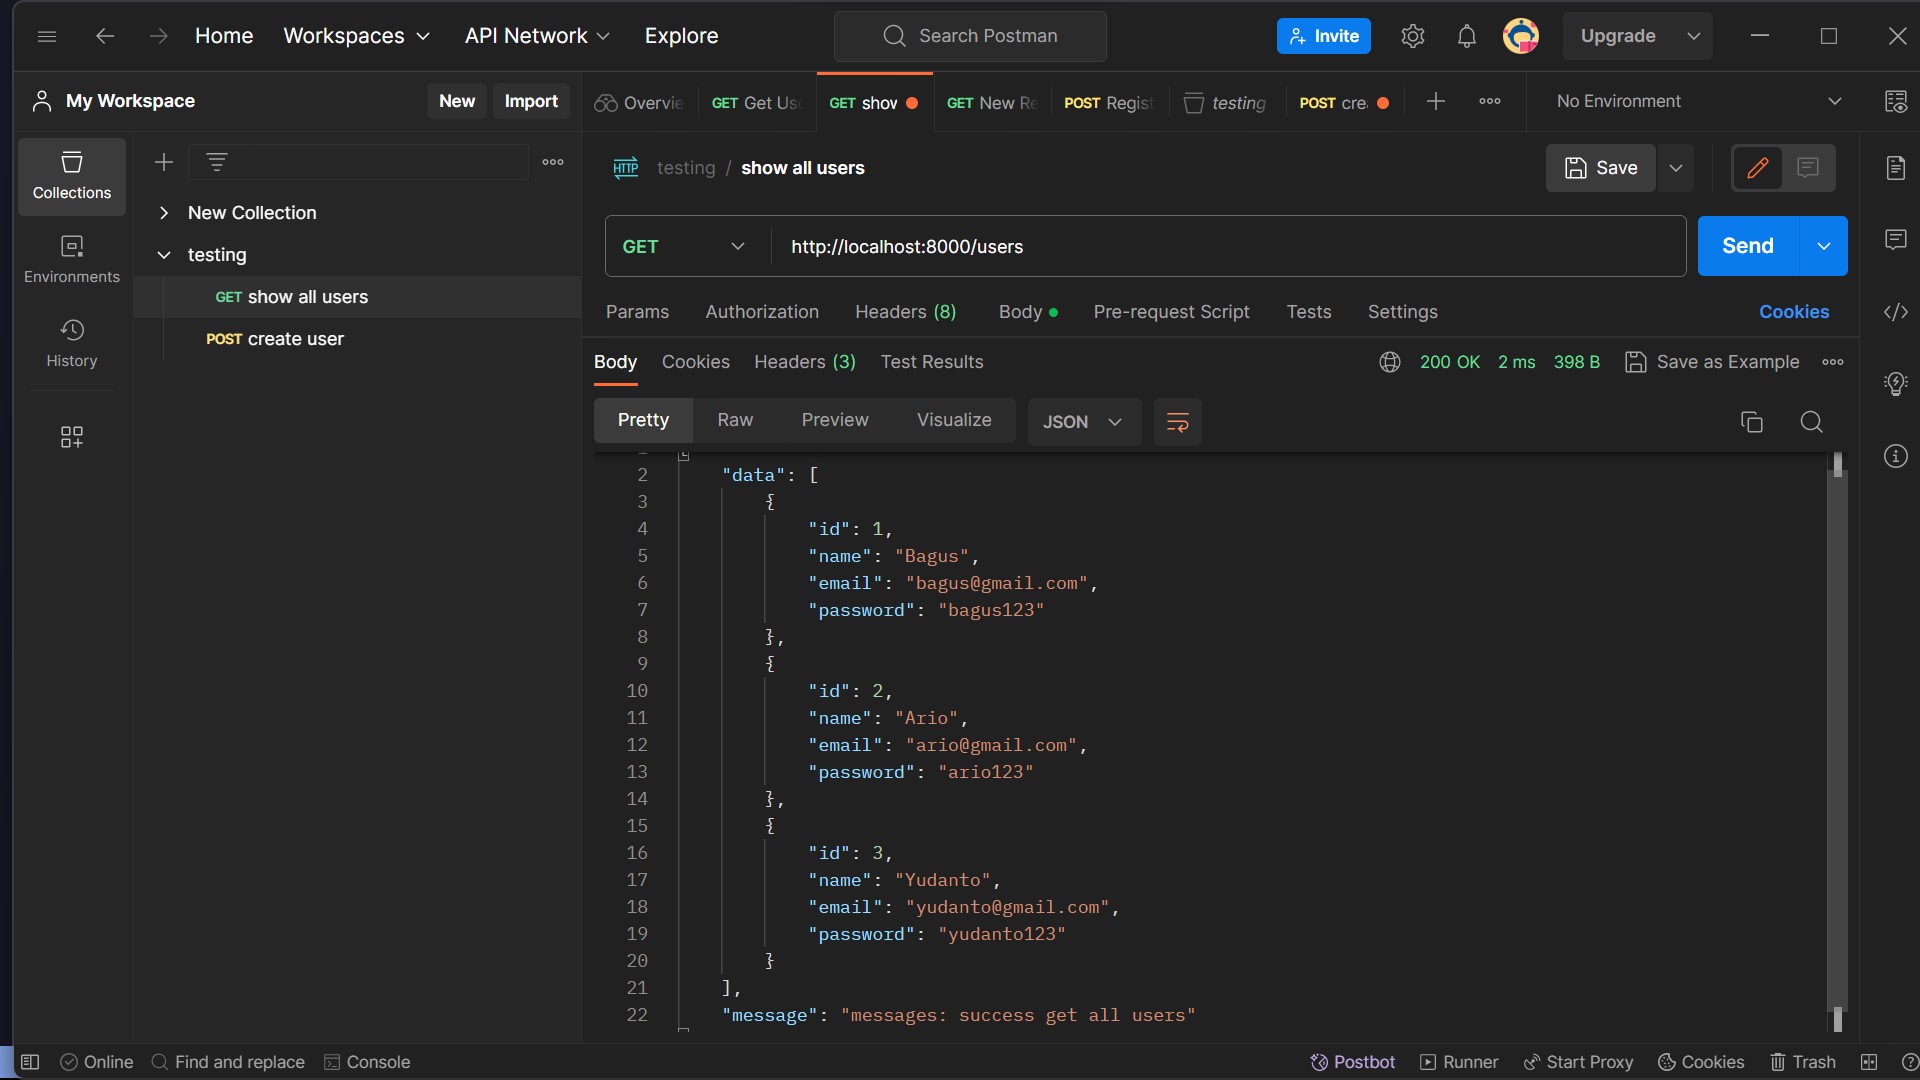 Home Workspaces API Network Explore Search Postman Invite Upgrade
My Workspace New Import
Overvie GET Get Us GET show GET New Re POST Regist testing POST crea No Environment
Collections
Environments
History
New Collection
testing
GET show all users
POST create user
HTTP testing / show all users Save
GET http://localhost:8000/users Send
Params Authorization Headers (8) Body Pre-request Script Tests Settings Cookies
Body Cookies Headers (3) Test Results 200 OK 2 ms 398 B Save as Example
Pretty Raw Preview Visualize JSON
2 "data": [
3 {
4 "id": 1,
5 "name": "Bagus",
6 "email": "bagus@gmail.com",
7 "password": "bagus123"
8 },
9 {
10 "id": 2,
11 "name": "Ario",
12 "email": "ario@gmail.com",
13 "password": "ario123"
14 },
15 {
16 "id": 3,
17 "name": "Yudanto",
18 "email": "yudanto@gmail.com",
19 "password": "yudanto123"
20 }
21 ],
22 "message": "messages: success get all users"
Online Find and replace Console Postbot Runner Start Proxy Cookies Trash